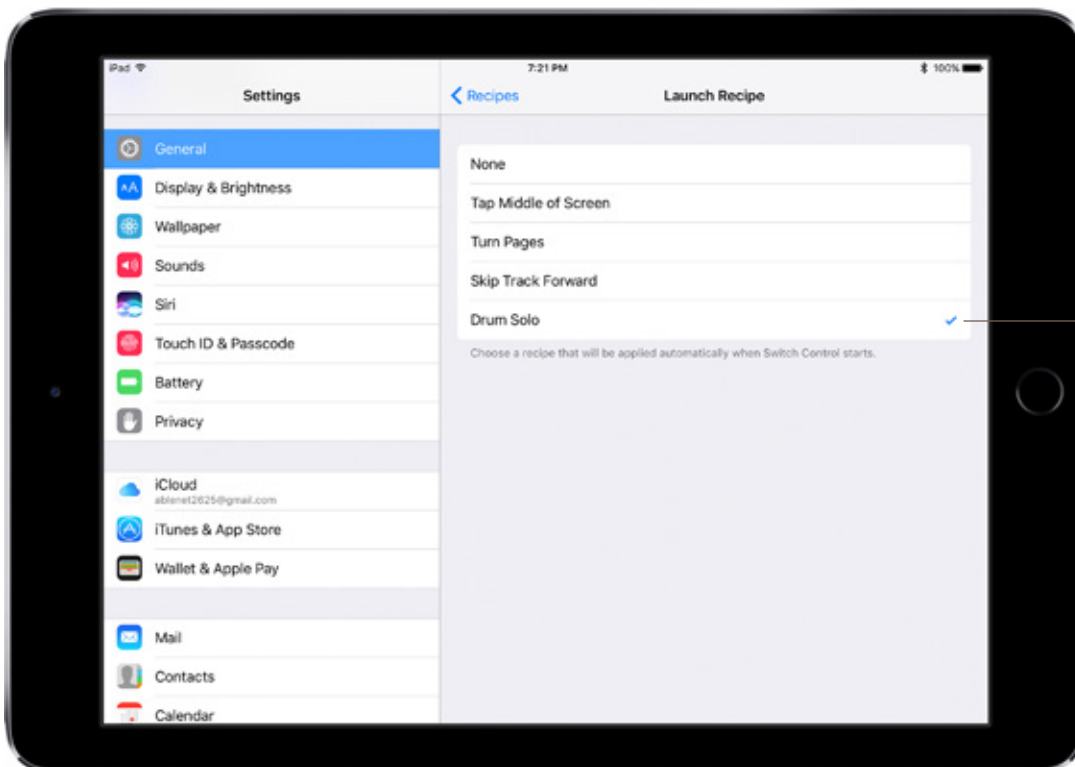 iPad
7:21 PM
100%
Settings
Recipes
Launch Recipe
General
Display & Brightness
Wallpaper
Sounds
Siri
Touch ID & Passcode
Battery
Privacy
iCloud
ablenet2625@gmail.com
iTunes & App Store
Wallet & Apple Pay
Mail
Contacts
Calendar
None
Tap Middle of Screen
Turn Pages
Skip Track Forward
Drum Solo
Choose a recipe that will be applied automatically when Switch Control starts.